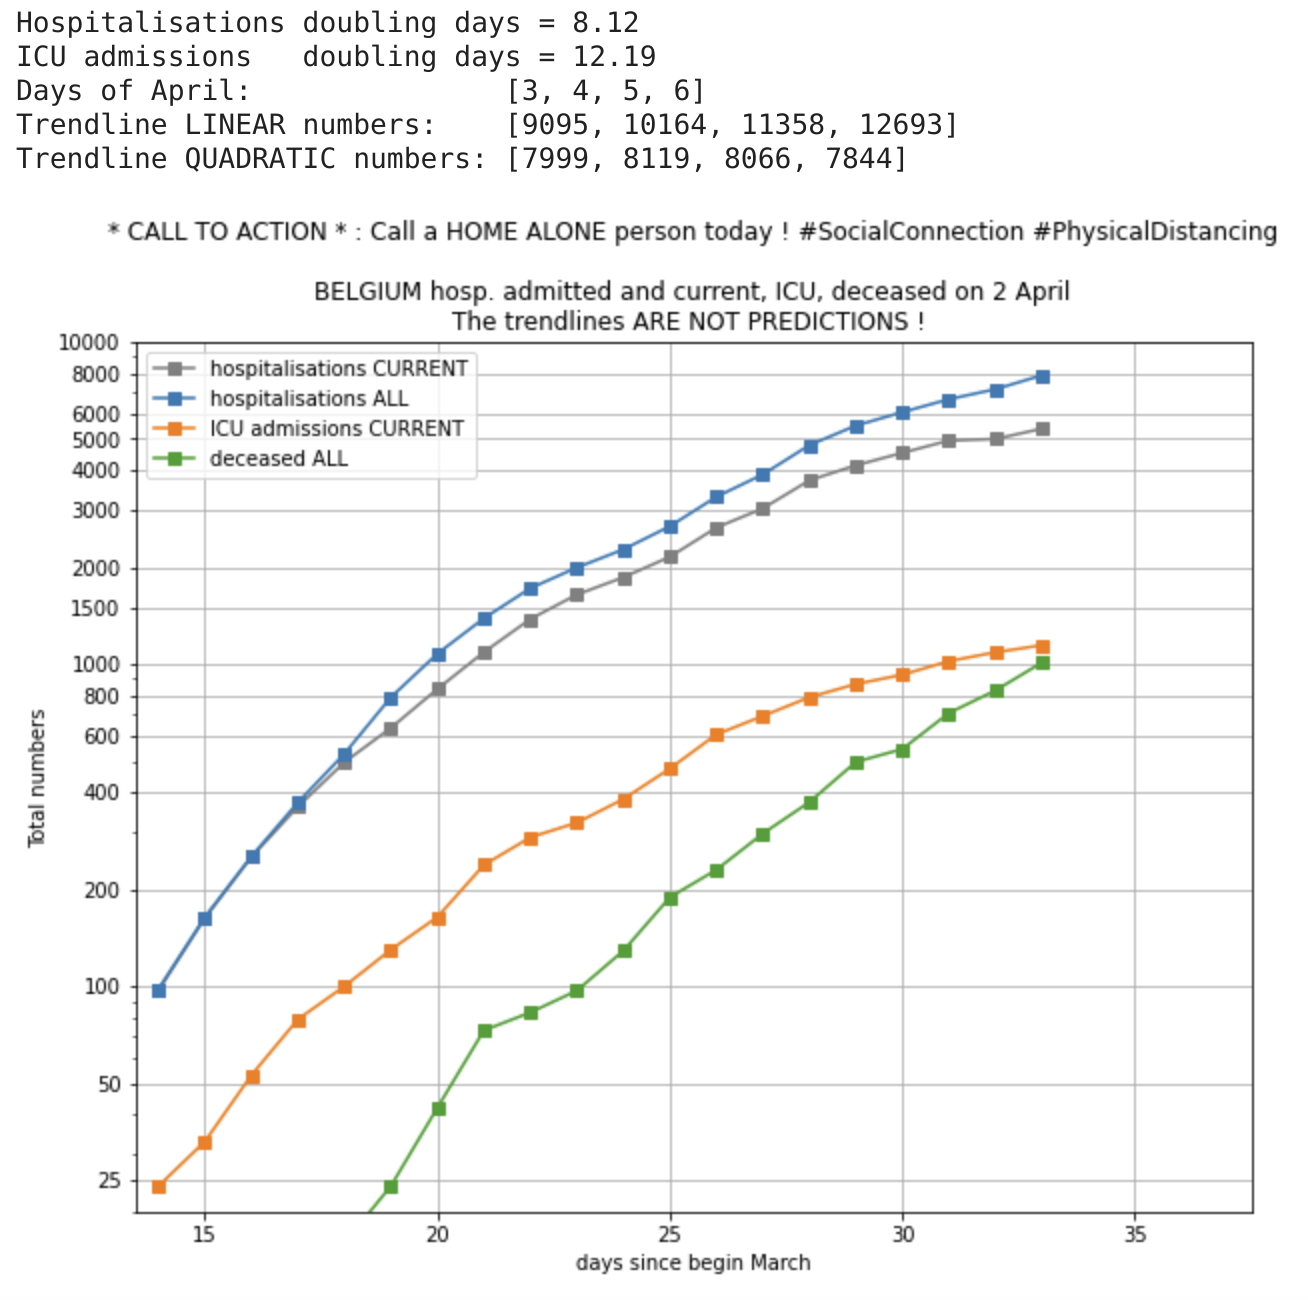 Hospitalisations doubling days = 8.12
ICU admissions   doubling days = 12.19
Days of April:               [3, 4, 5, 6]
Trendline LINEAR numbers:    [9095, 10164, 11358, 12693]
Trendline QUADRATIC numbers: [7999, 8119, 8066, 7844]
* CALL TO ACTION * : Call a HOME ALONE person today ! #SocialConnection #PhysicalDistancing
BELGIUM hosp. admitted and current, ICU, deceased on 2 April
The trendlines ARE NOT PREDICTIONS !
hospitalisations CURRENT
hospitalisations ALL
ICU admissions CURRENT
deceased ALL
10000
8000
6000
5000
4000
3000
2000
1500
1000
800
600
400
200
100
50
25
Total numbers
15 20 25 30 35
days since begin March